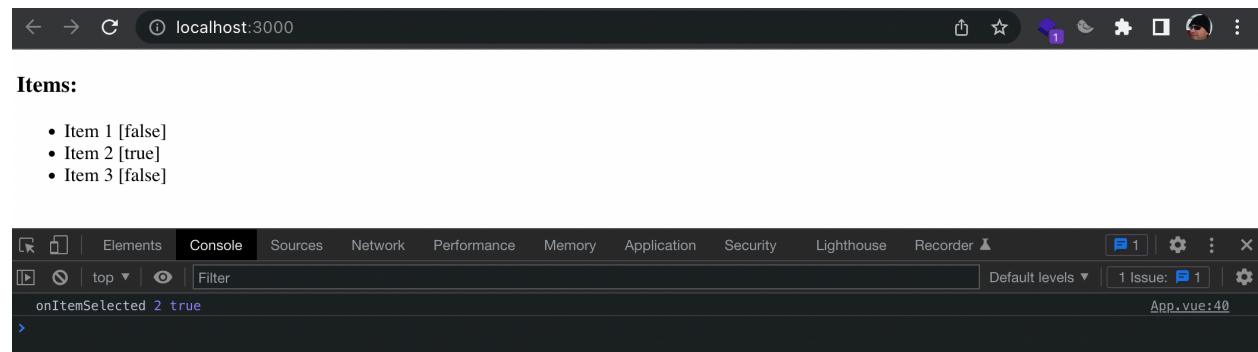 localhost:3000
1
Items:
• Item 1 [false]
• Item 2 [true]
• Item 3 [false]
Elements Console Sources Network Performance Memory Application Security Lighthouse Recorder 1
top Filter Default levels 1 Issue: 1
onItemSelected 2 true App.vue:40